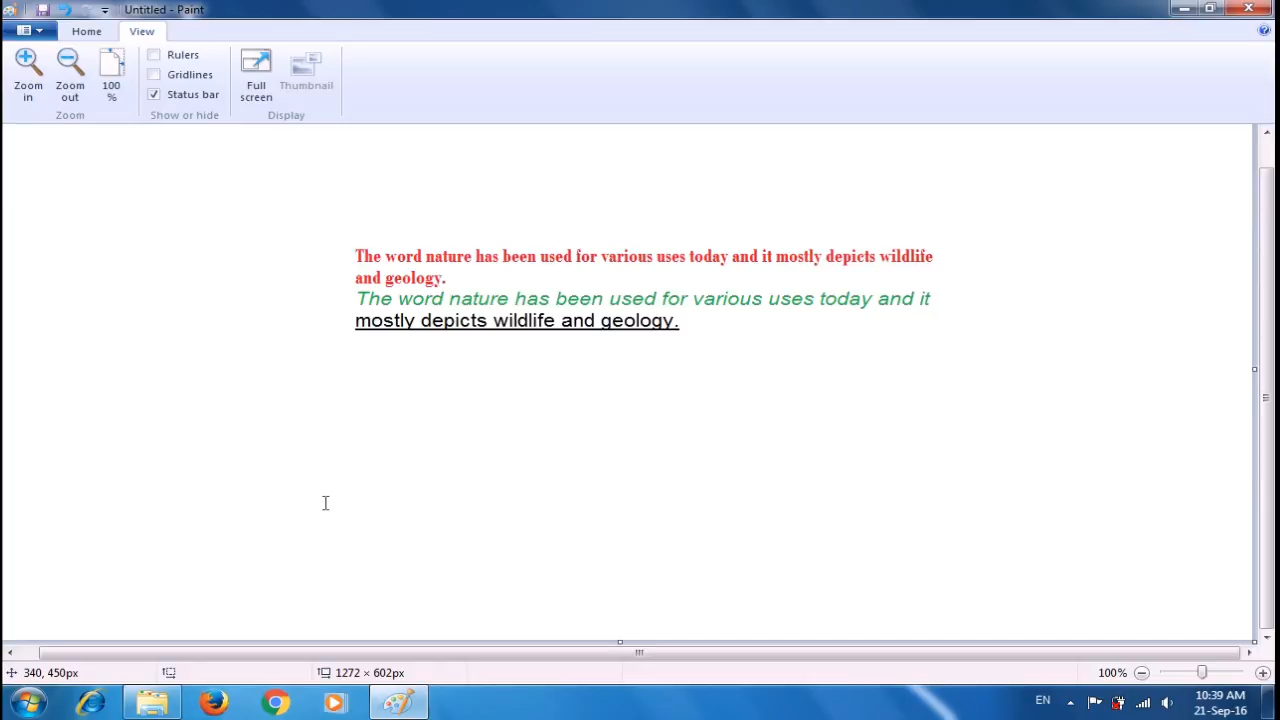 Untitled - Paint
Home View
Zoom in
Zoom out
100 %
Rulers
Gridlines
Status bar
Full screen
Thumbnail
Zoom
Show or hide
Display
The word nature has been used for various uses today and it mostly depicts wildlife
and geology.
The word nature has been used for various uses today and it
mostly depicts wildlife and geology.
340, 450px
1272 × 602px
100%
EN
10:39 AM
21-Sep-16